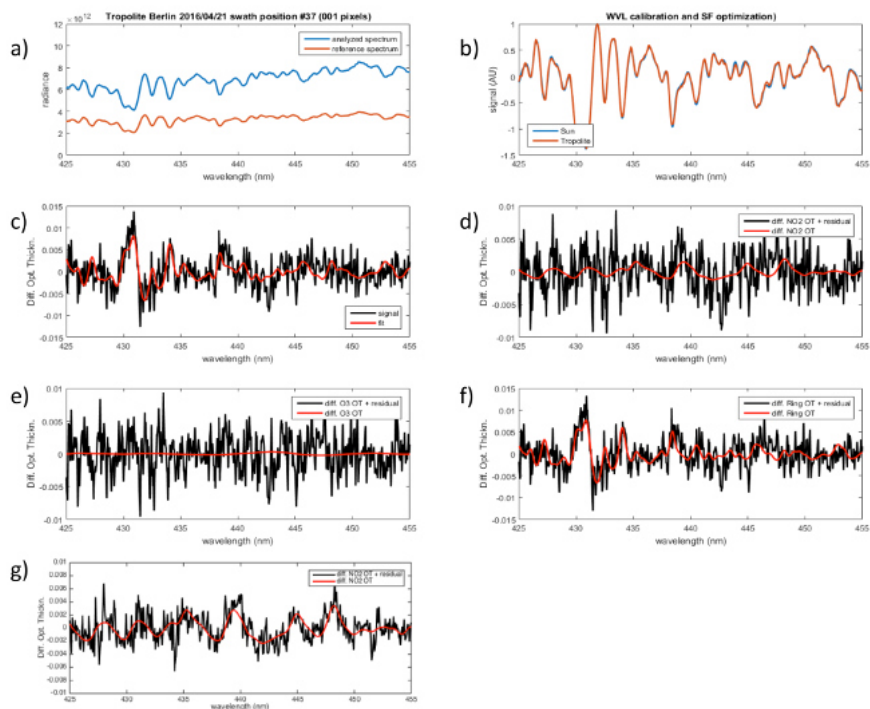 Tropolite Berlin 2016/04/21 swath position #37 (001 pixels)
a)
× 10^12
12
10
8
6
4
2
0
radiance
analyzed spectrum
reference spectrum
425 430 435 440 445 450 455
wavelength (nm)
WVL calibration and SF optimization)
b)
1
0.5
0
-0.5
-1
-1.5
signal (AU)
Sun
Tropolite
425 430 435 440 445 450 455
wavelength (nm)
c)
0.015
0.01
0.005
0
-0.005
-0.01
-0.015
Diff. Opt. Thickn.
signal
fit
425 430 435 440 445 450 455
wavelength (nm)
d)
0.01
0.005
0
-0.005
-0.01
Diff. Opt. Thickn.
diff. NO2 OT + residual
diff. NO2 OT
425 430 435 440 445 450 455
wavelength (nm)
e)
0.01
0.005
0
-0.005
-0.01
Diff. Opt. Thickn.
diff. O3 OT + residual
diff. O3 OT
425 430 435 440 445 450 455
wavelength (nm)
f)
0.015
0.01
0.005
0
-0.005
-0.01
-0.015
Diff. Opt. Thickn.
diff. Ring OT + residual
diff. Ring OT
425 430 435 440 445 450 455
wavelength (nm)
g)
0.01
0.008
0.006
0.004
0.002
0
-0.002
-0.004
-0.006
-0.008
-0.01
Diff. Opt. Thickn.
diff. NO2 OT + residual
diff. NO2 OT
425 430 435 440 445 450 455
wavelength (nm)